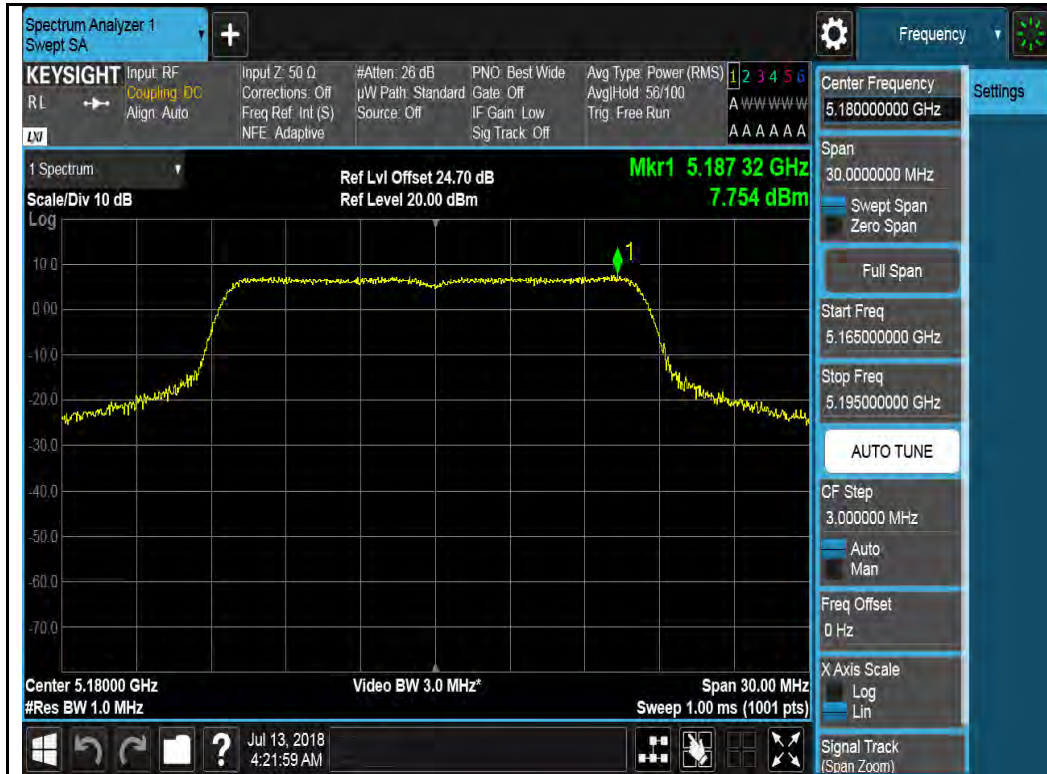 Spectrum Analyzer 1
Swept SA
+
Frequency
KEYSIGHT
RL
LXI
Input: RF
Coupling: DC
Align: Auto
Input Z: 50 Ω
Corrections: Off
Freq Ref: Int (S)
NFE: Adaptive
#Atten: 26 dB
µW Path: Standard
Source: Off
PNO: Best Wide
Gate: Off
IF Gain: Low
Sig Track: Off
Avg Type: Power (RMS)
Avg|Hold: 56/100
Trig: Free Run
1 2 3 4 5 6
A W W W W W
A A A A A A
1 Spectrum
Scale/Div 10 dB
Log
Ref Lvl Offset 24.70 dB
Ref Level 20.00 dBm
Mkr1 5.187 32 GHz
7.754 dBm
1
10.0
0.00
-10.0
-20.0
-30.0
-40.0
-50.0
-60.0
-70.0
Center 5.18000 GHz
#Res BW 1.0 MHz
Video BW 3.0 MHz*
Span 30.00 MHz
Sweep 1.00 ms (1001 pts)
?
Jul 13, 2018
4:21:59 AM
Center Frequency
5.180000000 GHz
Span
30.0000000 MHz
Swept Span
Zero Span
Full Span
Start Freq
5.165000000 GHz
Stop Freq
5.195000000 GHz
AUTO TUNE
CF Step
3.000000 MHz
Auto
Man
Freq Offset
0 Hz
X Axis Scale
Log
Lin
Signal Track
(Span Zoom)
Settings